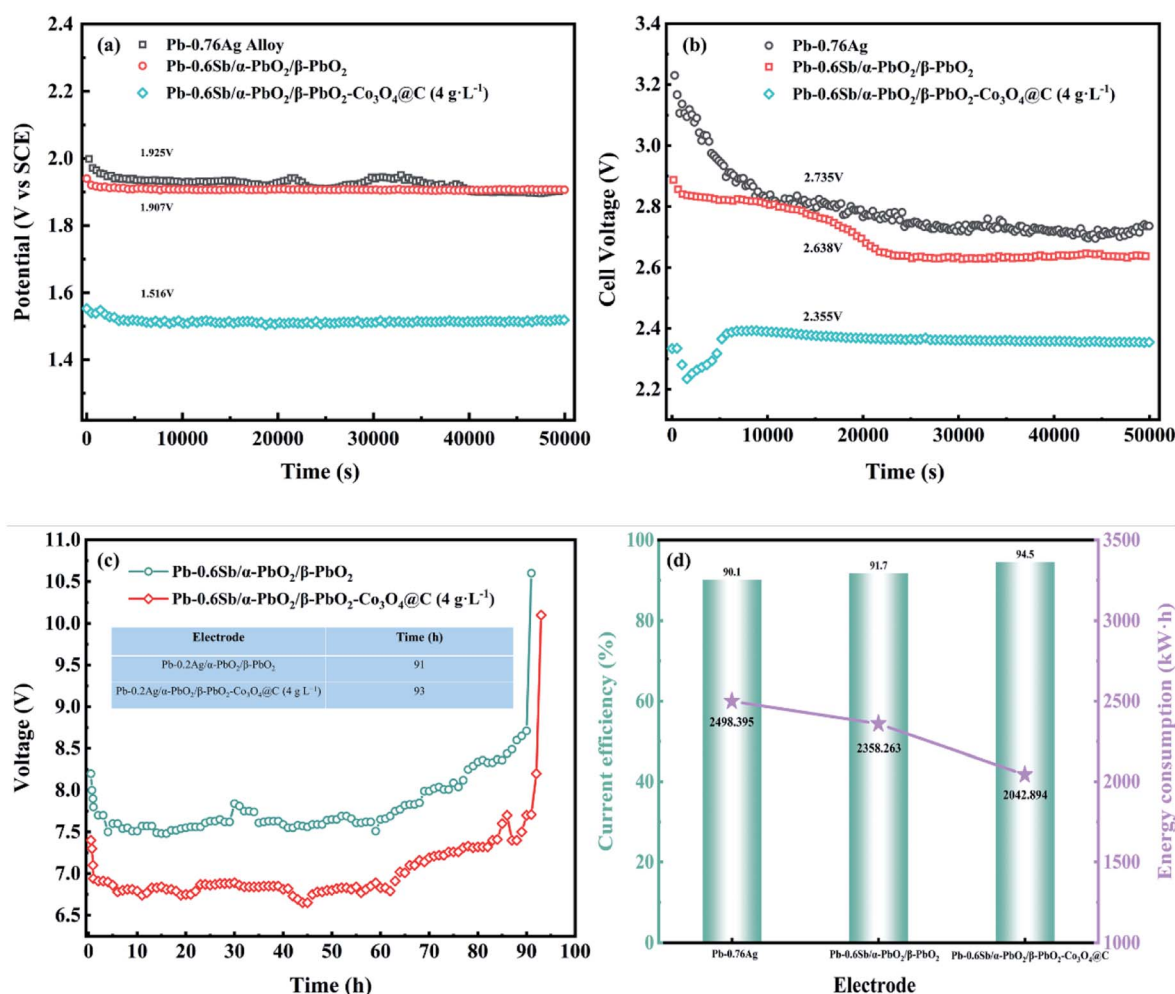 (a)
Pb-0.76Ag Alloy
Pb-0.6Sb/α-PbO₂/β-PbO₂
Pb-0.6Sb/α-PbO₂/β-PbO₂-Co₃O₄@C (4 g·L⁻¹)
2.4
2.2
2.0
1.8
1.6
1.4
Potential (V vs SCE)
1.925V
1.907V
1.516V
0 10000 20000 30000 40000 50000
Time (s)
(b)
Pb-0.76Ag
Pb-0.6Sb/α-PbO₂/β-PbO₂
Pb-0.6Sb/α-PbO₂/β-PbO₂-Co₃O₄@C (4 g·L⁻¹)
3.4
3.2
3.0
2.8
2.6
2.4
2.2
Cell Voltage (V)
2.735V
2.638V
2.355V
0 10000 20000 30000 40000 50000
Time (s)
(c)
Pb-0.6Sb/α-PbO₂/β-PbO₂
Pb-0.6Sb/α-PbO₂/β-PbO₂-Co₃O₄@C (4 g·L⁻¹)
Electrode Time (h)
Pb-0.2Ag/α-PbO₂/β-PbO₂ 91
Pb-0.2Ag/α-PbO₂/β-PbO₂-Co₃O₄@C (4 g L⁻¹) 93
11.0
10.5
10.0
9.5
9.0
8.5
8.0
7.5
7.0
6.5
Voltage (V)
0 10 20 30 40 50 60 70 80 90 100
Time (h)
(d)
100
80
60
40
20
0
Current efficiency (%)
90.1
91.7
94.5
2498.395
2358.263
2042.894
3500
3000
2500
2000
1500
1000
Energy consumption (kW·h)
Pb-0.76Ag
Pb-0.6Sb/α-PbO₂/β-PbO₂
Pb-0.6Sb/α-PbO₂/β-PbO₂-Co₃O₄@C
Electrode